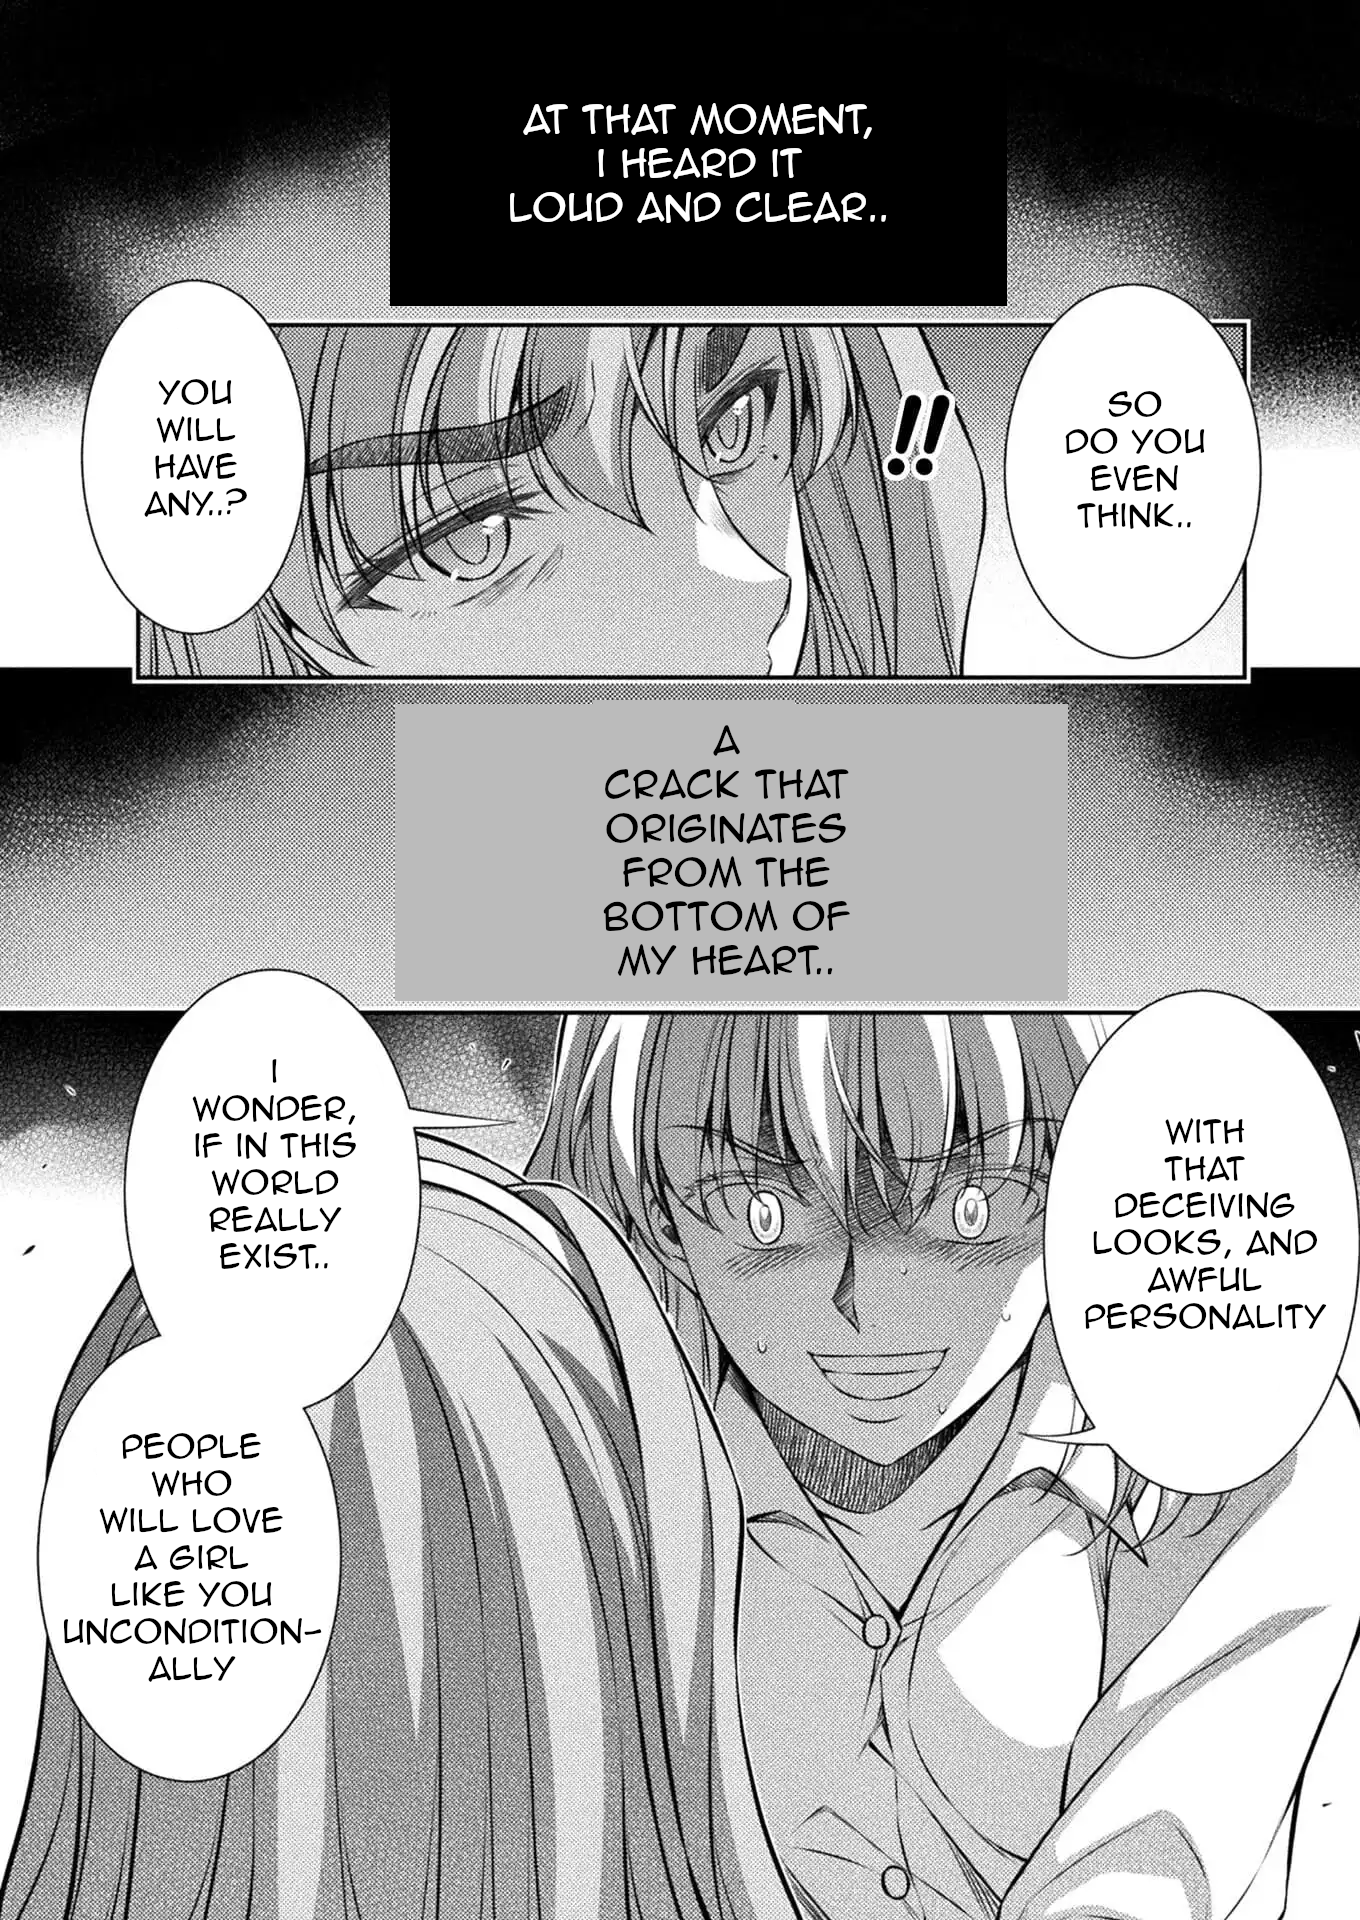 AT THAT MOMENT,
I HEARD IT
LOUD AND CLEAR..
SO
DO YOU
EVEN
THINK..
!!
YOU
WILL
HAVE
ANY..?
A
CRACK THAT
ORIGINATES
FROM THE
BOTTOM OF
MY HEART..
WITH
THAT
DECEIVING
LOOKS, AND
AWFUL
PERSONALITY
I
WONDER,
IF IN THIS
WORLD
REALLY
EXIST..
PEOPLE
WHO
WILL LOVE
A GIRL
LIKE YOU
UNCONDITION-
ALLY